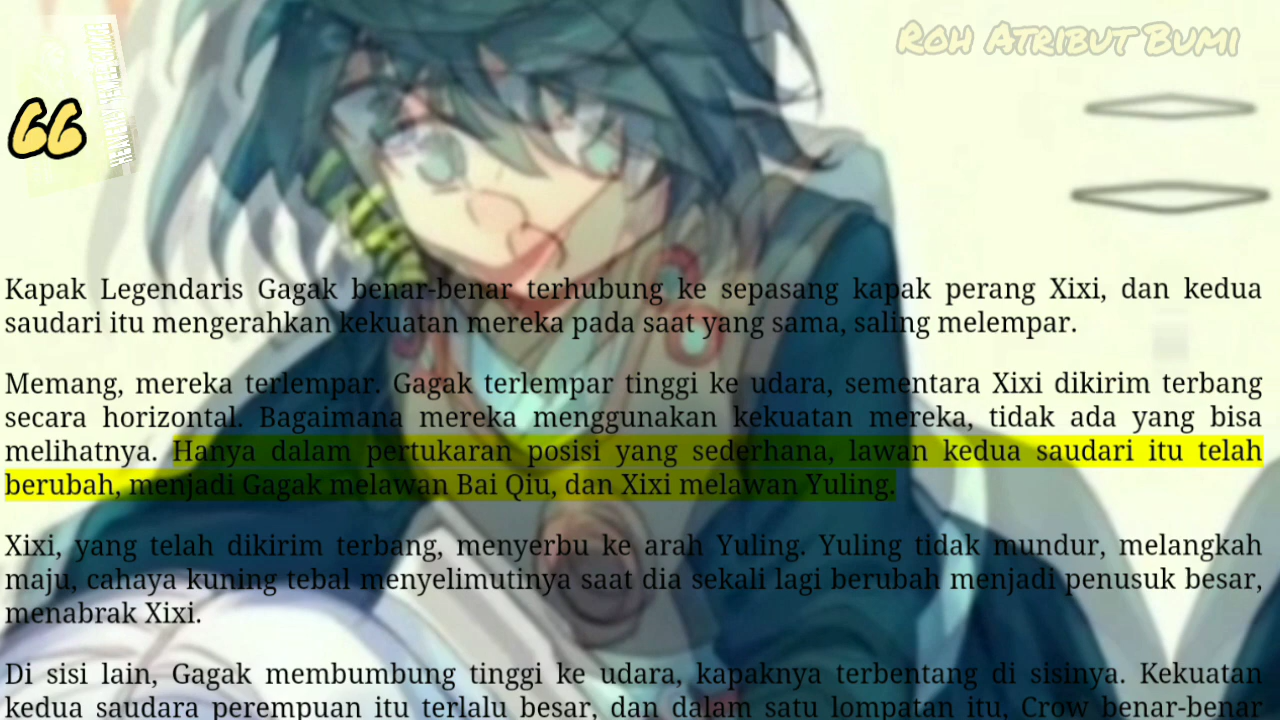 Roh Atribut Bumi
66
HEAVENLY JEWEL CHANGE
Kapak Legendaris Gagak benar-benar terhubung ke sepasang kapak perang Xixi, dan kedua
saudari itu mengerahkan kekuatan mereka pada saat yang sama, saling melempar.
Memang, mereka terlempar. Gagak terlempar tinggi ke udara, sementara Xixi dikirim terbang
secara horizontal. Bagaimana mereka menggunakan kekuatan mereka, tidak ada yang bisa
melihatnya. Hanya dalam pertukaran posisi yang sederhana, lawan kedua saudari itu telah
berubah, menjadi Gagak melawan Bai Qiu, dan Xixi melawan Yuling.
Xixi, yang telah dikirim terbang, menyerbu ke arah Yuling. Yuling tidak mundur, melangkah
maju, cahaya kuning tebal menyelimutinya saat dia sekali lagi berubah menjadi penusuk besar,
menabrak Xixi.
Di sisi lain, Gagak membumbung tinggi ke udara, kapaknya terbentang di sisinya. Kekuatan
kedua saudara perempuan itu terlalu besar, dan dalam satu lompatan itu, Crow benar-benar